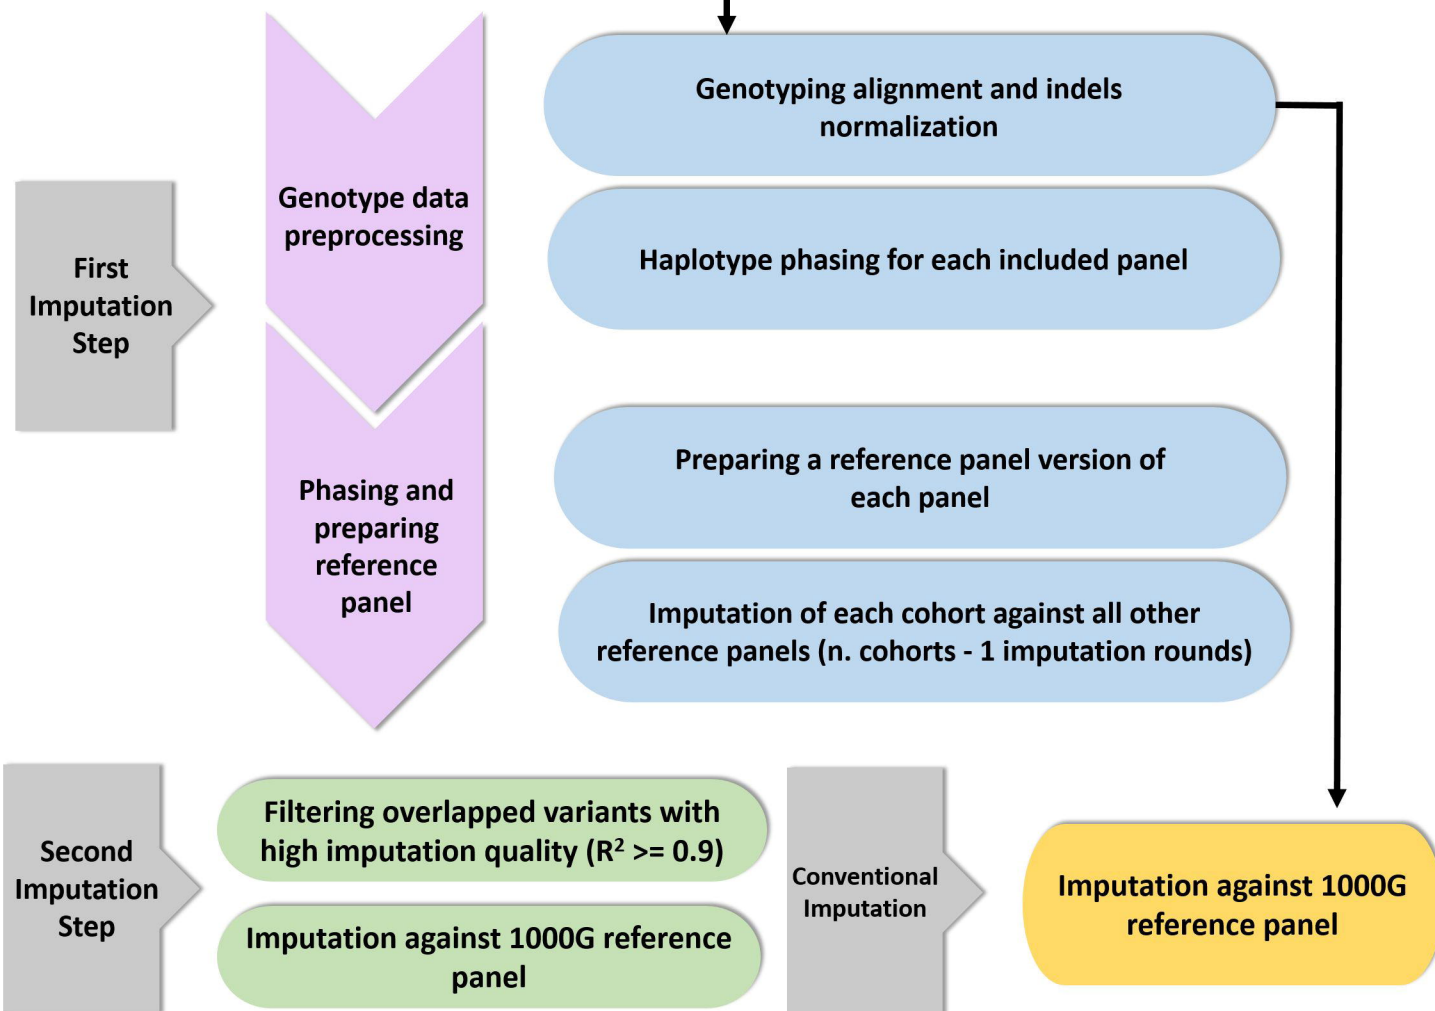 Genotyping alignment and indels
normalization
Genotype data
preprocessing
Haplotype phasing for each included panel
First
Imputation
Step
Preparing a reference panel version of
each panel
Phasing and
preparing
reference
panel
Imputation of each cohort against all other
reference panels (n. cohorts - 1 imputation rounds)
Second
Imputation
Step
Filtering overlapped variants with
high imputation quality (R² >= 0.9)
Imputation against 1000G reference
panel
Conventional
Imputation
Imputation against 1000G
reference panel